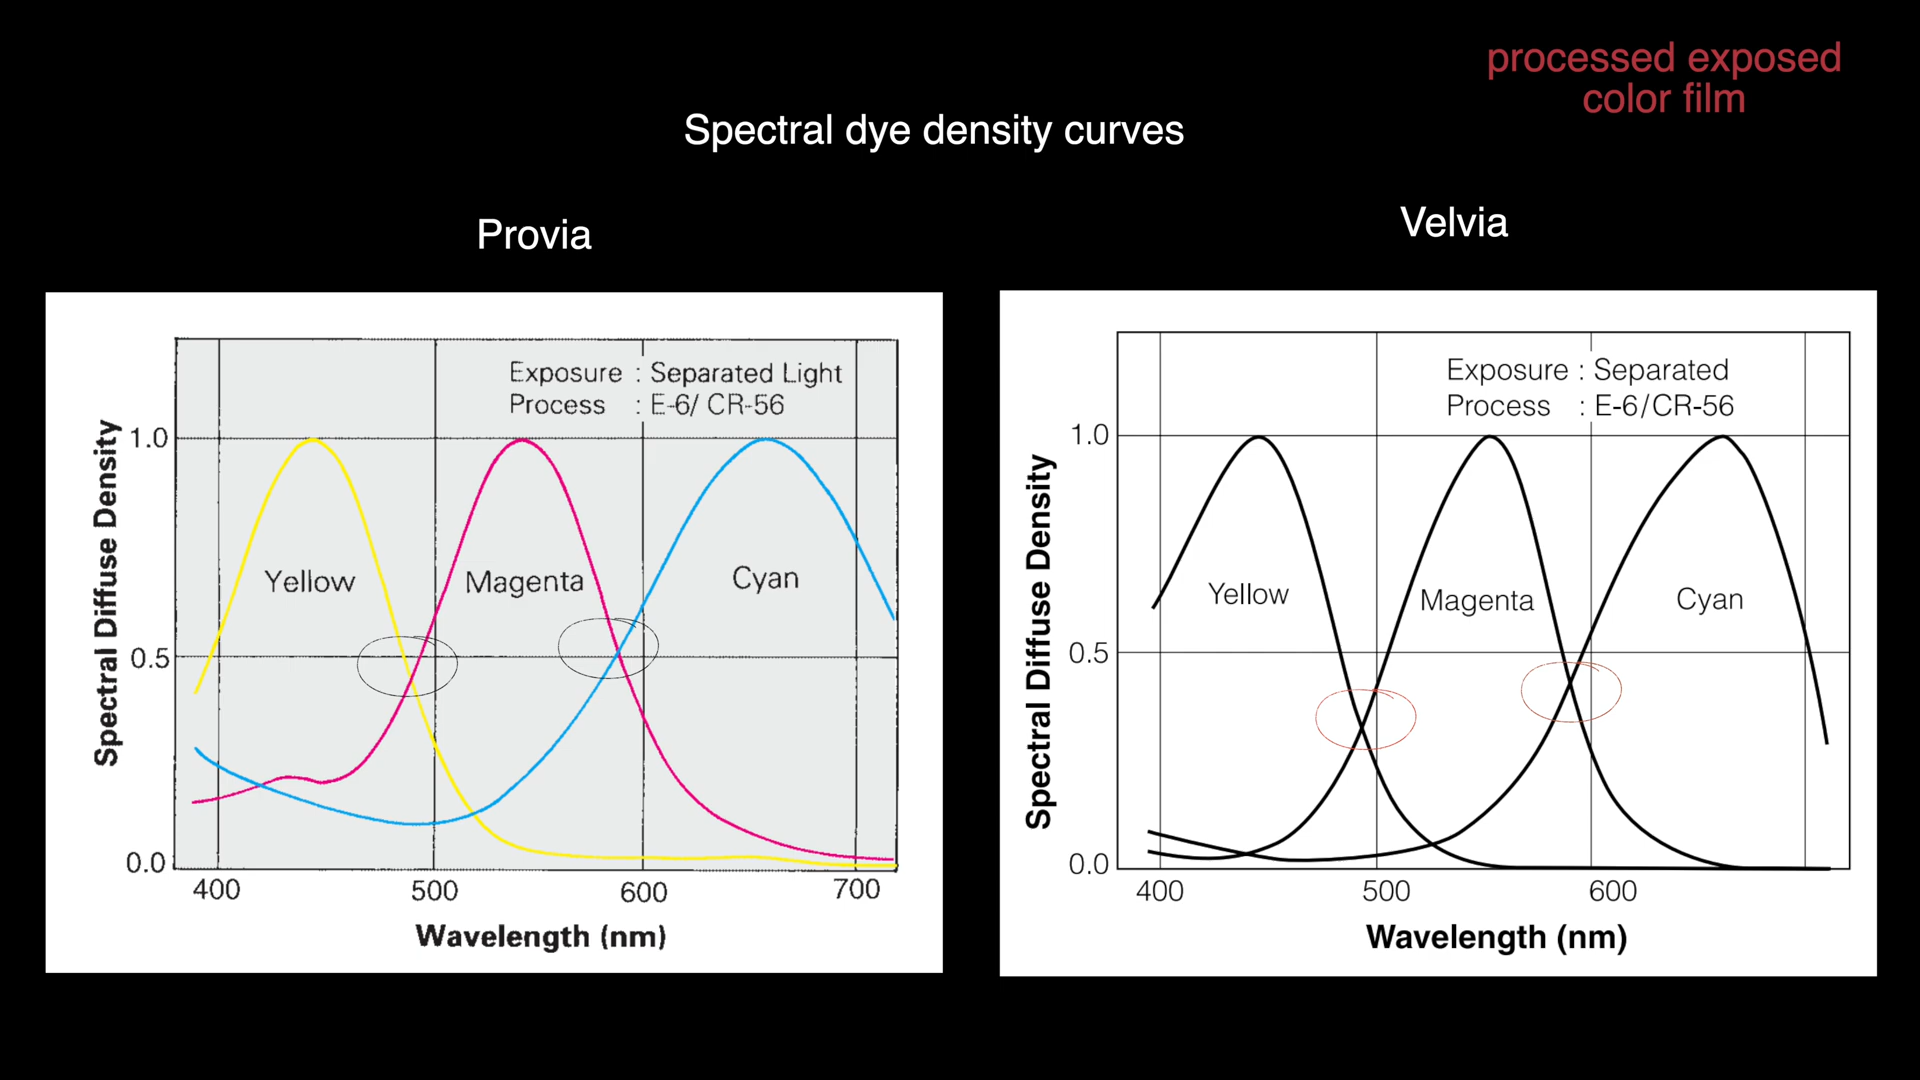 processed exposed
color film
Spectral dye density curves
Provia
Velvia
Exposure : Separated Light
Process : E-6/ CR-56
Spectral Diffuse Density
1.0
0.5
0.0
Yellow
Magenta
Cyan
400 500 600 700
Wavelength (nm)
Exposure : Separated
Process : E-6/CR-56
Spectral Diffuse Density
1.0
0.5
0.0
Yellow
Magenta
Cyan
400 500 600
Wavelength (nm)